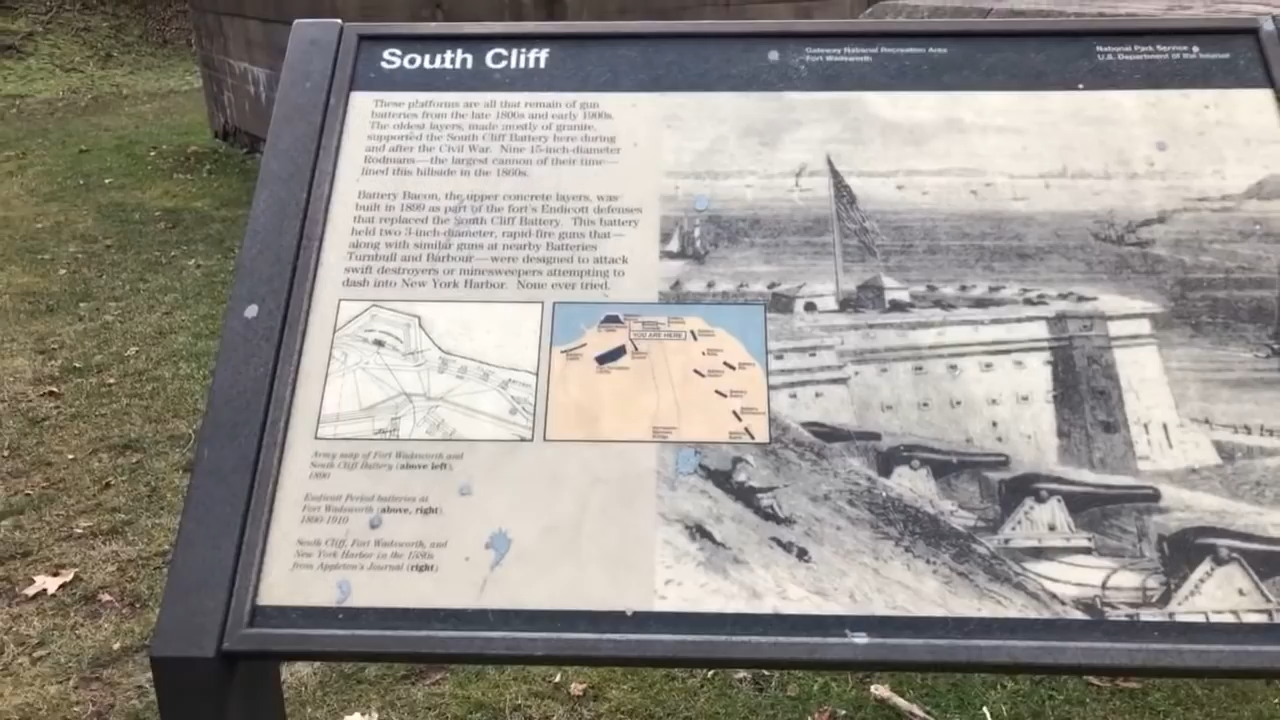 South Cliff
Gateway National Recreation Area
Fort Wadsworth
National Park Service
U.S. Department of the Interior
These platforms are all that remain of gun
batteries from the late 1800s and early 1900s.
The oldest layers, made mostly of granite,
supported the South Cliff Battery here during
and after the Civil War. Nine 15-inch-diameter
Rodmans—the largest cannon of their time—
lined this hillside in the 1860s.
Battery Bacon, the upper concrete layers, was
built in 1899 as part of the fort's Endicott defenses
that replaced the South Cliff Battery. This battery
held two 3-inch-diameter, rapid-fire guns that—
along with similar guns at nearby Batteries
Turnbull and Barbour—were designed to attack
swift destroyers or minesweepers attempting to
dash into New York Harbor. None ever tried.
YOU ARE HERE
Army map of Fort Wadsworth and
South Cliff Battery (above left),
1890
Endicott Period batteries at
Fort Wadsworth (above, right)
1890-1910
South Cliff, Fort Wadsworth, and
New York Harbor in the 1880s
from Appleton's Journal (right)